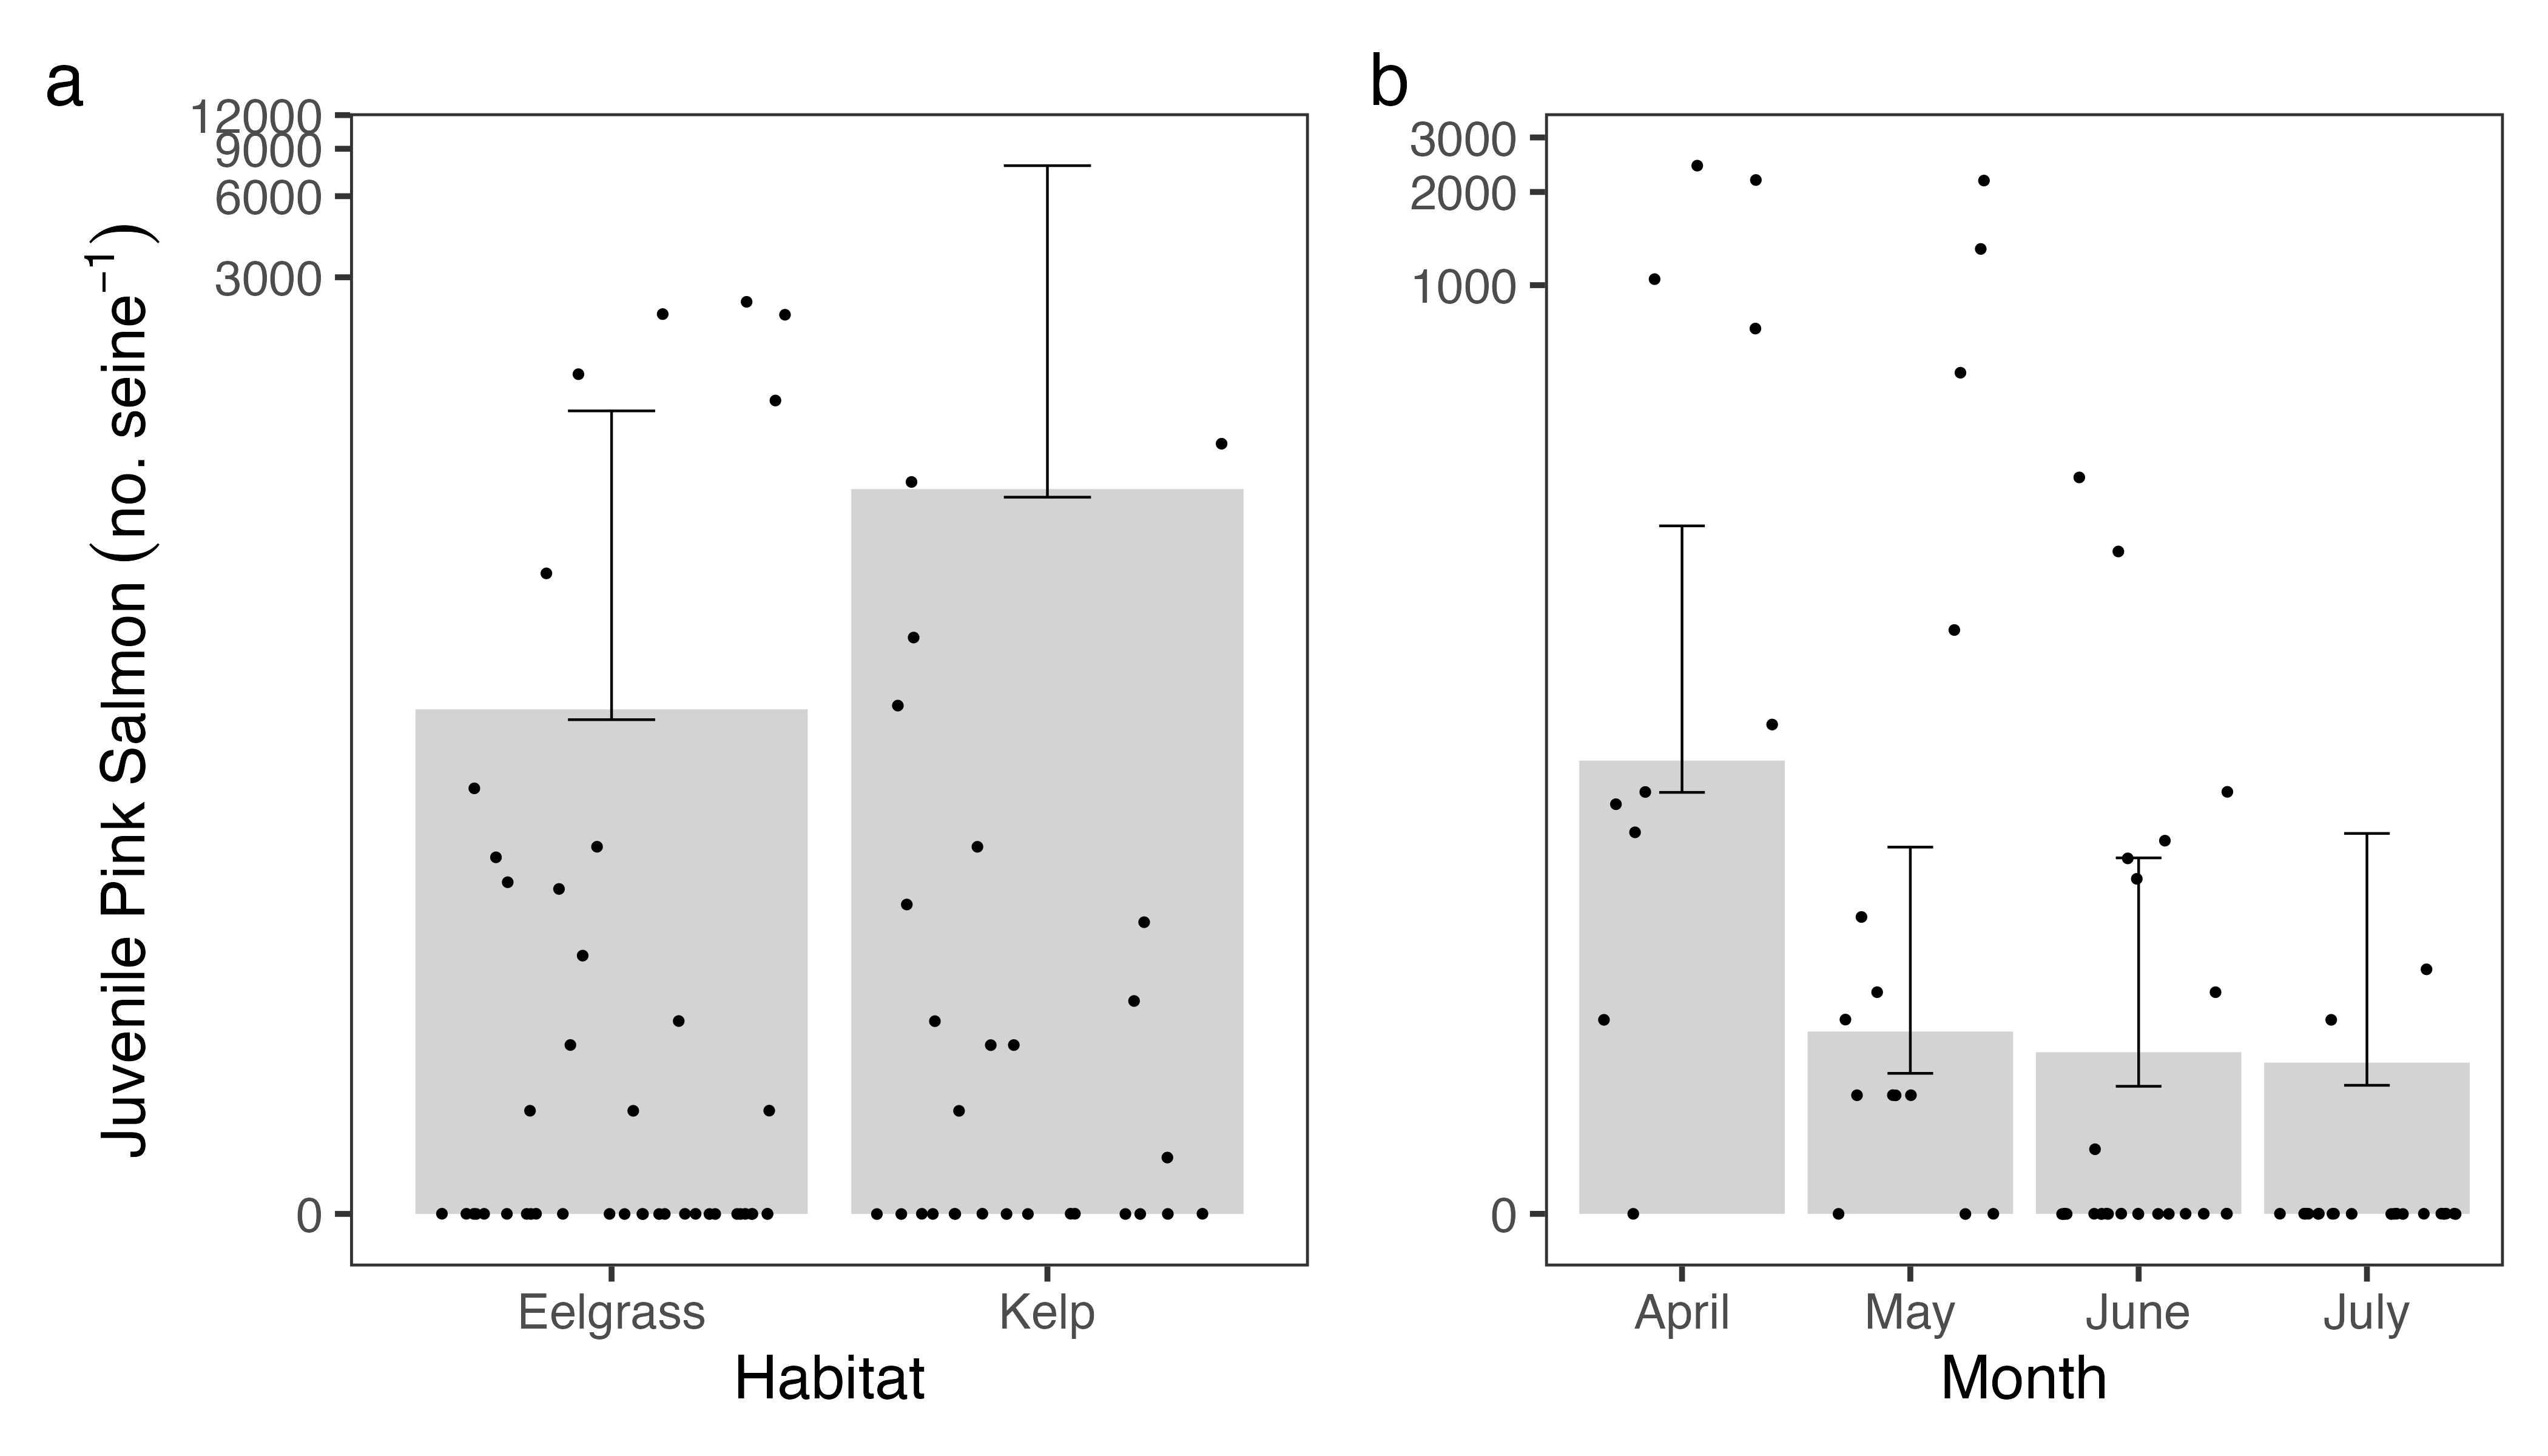 a
12000
9000
6000
3000
0
Juvenile Pink Salmon (no. seine⁻¹)
Eelgrass Kelp
Habitat
b
3000
2000
1000
0
April May June July
Month